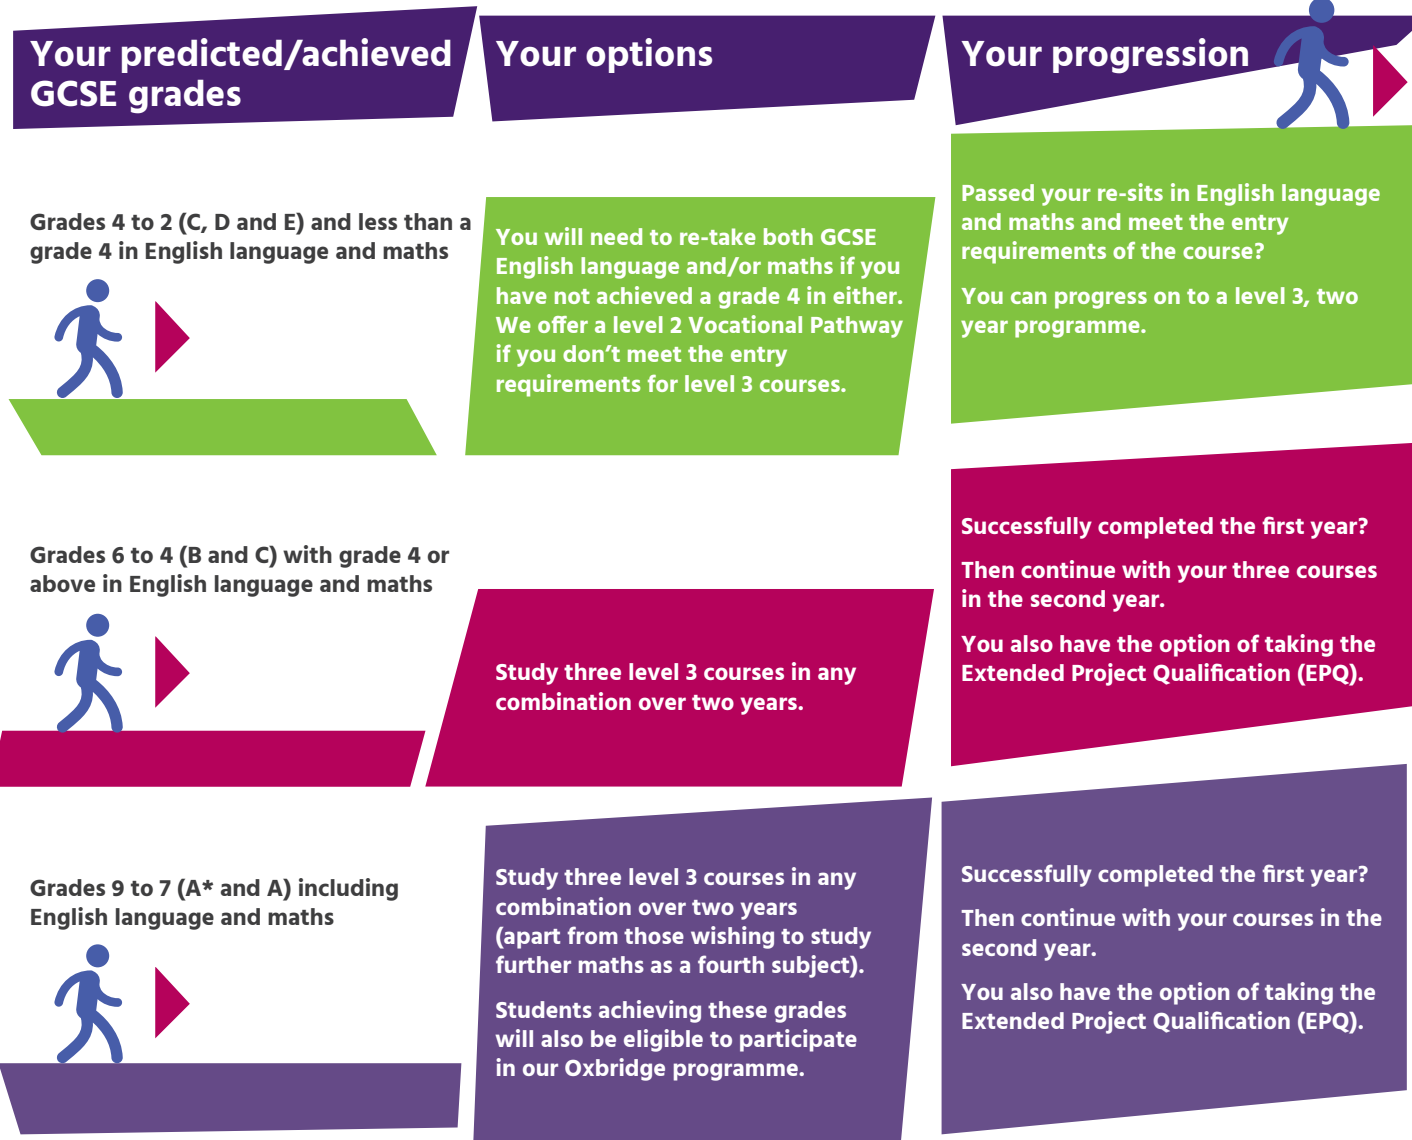 Your predicted/achieved
GCSE grades
Your options
Your progression
Grades 4 to 2 (C, D and E) and less than a
grade 4 in English language and maths
You will need to re-take both GCSE
English language and/or maths if you
have not achieved a grade 4 in either.
We offer a level 2 Vocational Pathway
if you don’t meet the entry
requirements for level 3 courses.
Passed your re-sits in English language
and maths and meet the entry
requirements of the course?
You can progress on to a level 3, two
year programme.
Grades 6 to 4 (B and C) with grade 4 or
above in English language and maths
Study three level 3 courses in any
combination over two years.
Successfully completed the first year?
Then continue with your three courses
in the second year.
You also have the option of taking the
Extended Project Qualification (EPQ).
Grades 9 to 7 (A* and A) including
English language and maths
Study three level 3 courses in any
combination over two years
(apart from those wishing to study
further maths as a fourth subject).
Students achieving these grades
will also be eligible to participate
in our Oxbridge programme.
Successfully completed the first year?
Then continue with your courses in the
second year.
You also have the option of taking the
Extended Project Qualification (EPQ).